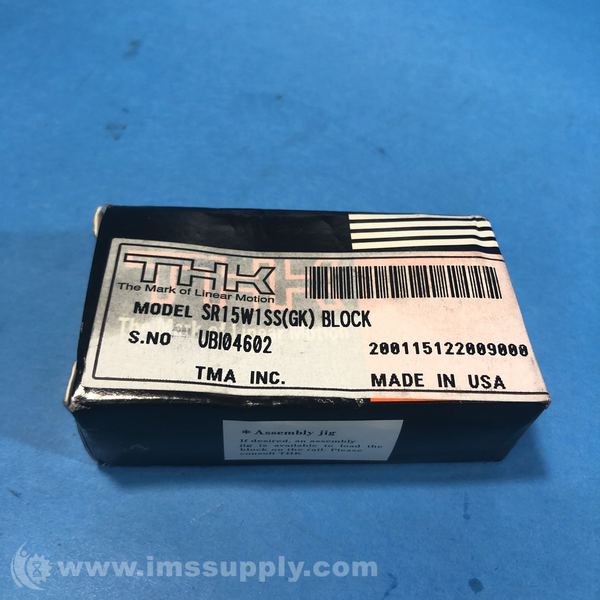 THK
The Mark of Linear Motion
MODEL SR15W1SS(GK) BLOCK
S.NO UBI04602
200115122009000
TMA INC. MADE IN USA
* Assembly jig
If desired, an assembly
jig is available to load the
block on the rail. Please
consult THK
www.imssupply.com